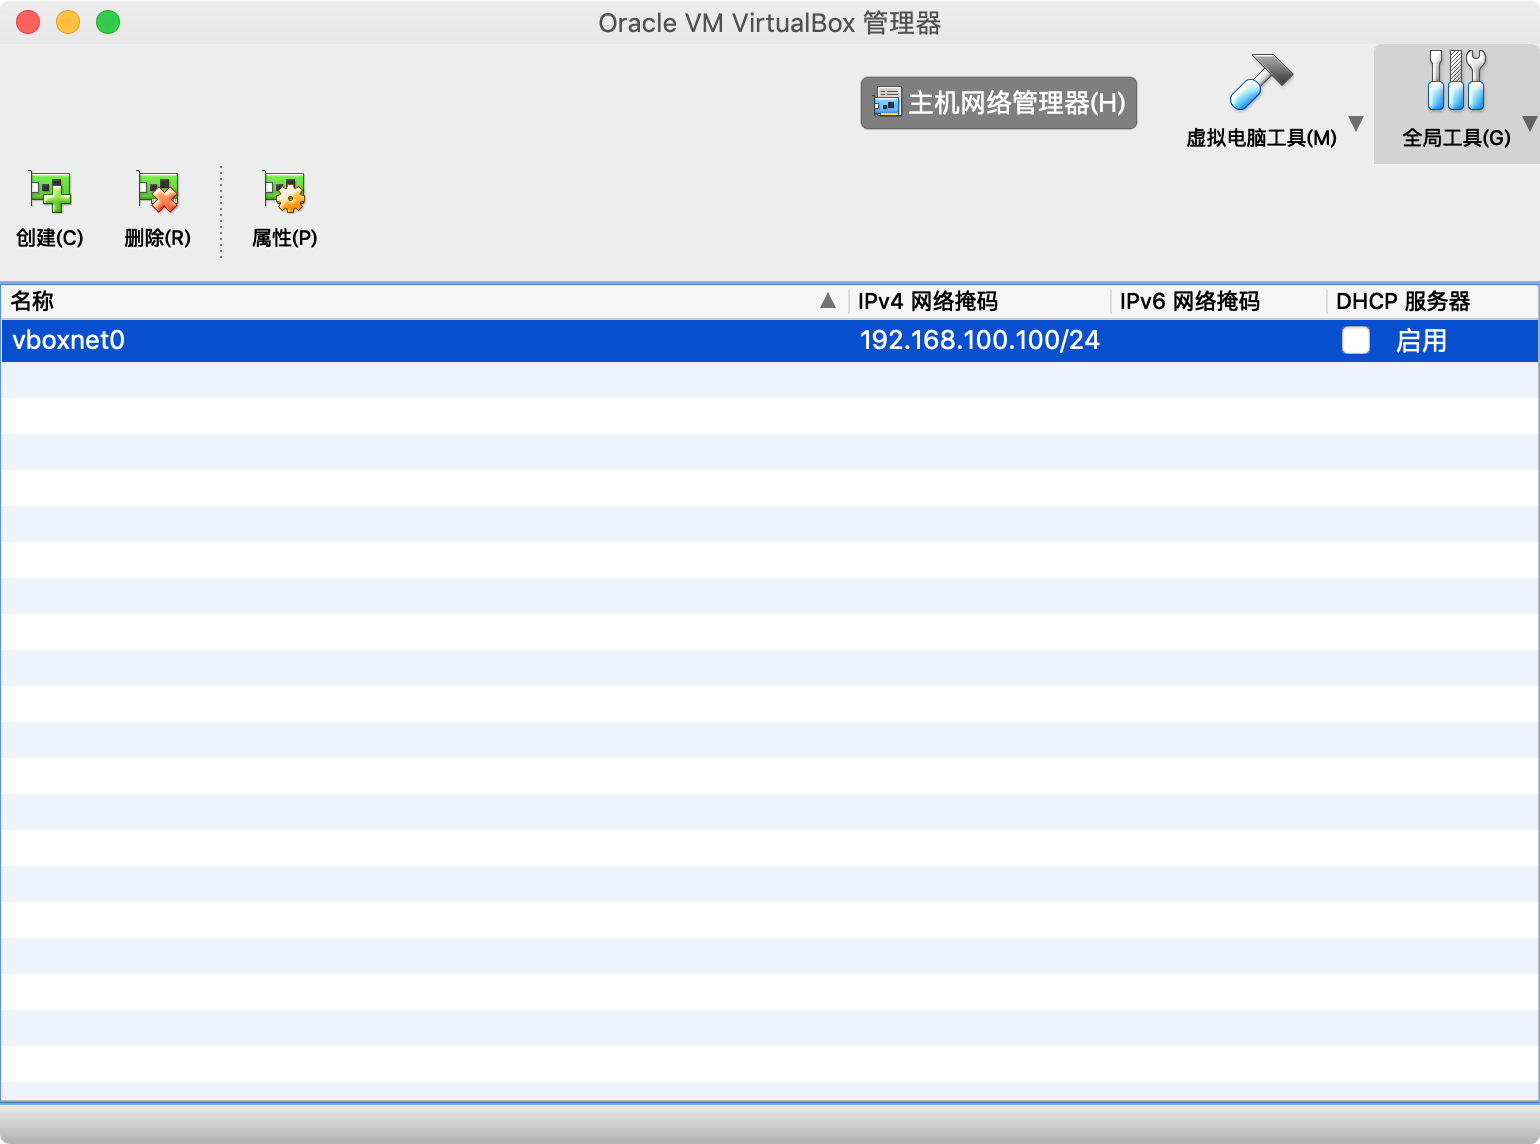 Oracle VM VirtualBox 管理器
主机网络管理器(H)
虚拟电脑工具(M)
全局工具(G)
创建(C)
删除(R)
属性(P)
名称
IPv4 网络掩码
IPv6 网络掩码
DHCP 服务器
vboxnet0
192.168.100.100/24
启用